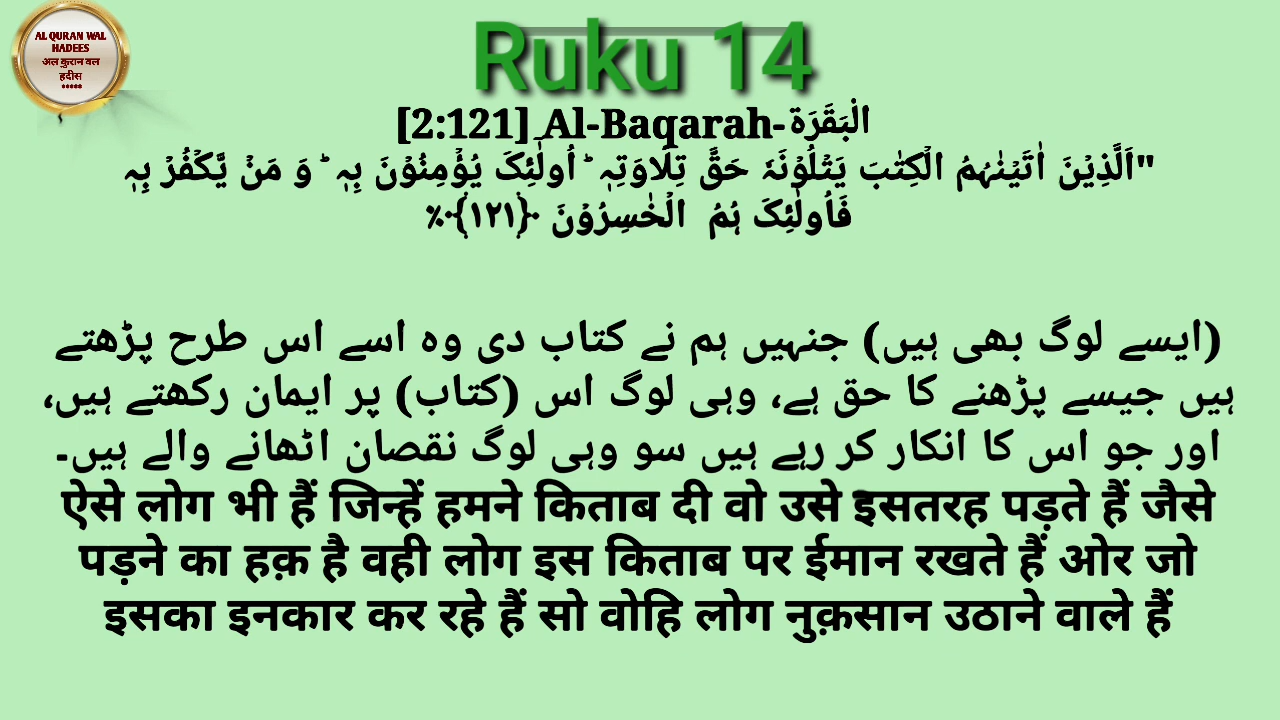 AL QURAN WAL
HADEES
अल क़ुरान वल
हदीस
*****
Ruku 14
[2:121] Al-Baqarah-الۡبَقَرَۃ
"اَلَّذِیۡنَ اٰتَیۡنٰہُمُ الۡکِتٰبَ یَتۡلُوۡنَہٗ حَقَّ تِلَاوَتِہٖ ؕ اُولٰٓئِکَ یُؤۡمِنُوۡنَ بِہٖ ؕ وَ مَنۡ یَّکۡفُرۡ بِہٖ
فَاُولٰٓئِکَ ہُمُ الۡخٰسِرُوۡنَ ﴿۱۲۱﴾٪
(ایسے لوگ بھی ہیں) جنہیں ہم نے کتاب دی وہ اسے اس طرح پڑھتے
ہیں جیسے پڑھنے کا حق ہے، وہی لوگ اس (کتاب) پر ایمان رکھتے ہیں،
اور جو اس کا انکار کر رہے ہیں سو وہی لوگ نقصان اٹھانے والے ہیں۔
ऐसे लोग भी हैं जिन्हें हमने किताब दी वो उसे इसतरह पड़ते हैं जैसे
पड़ने का हक़ है वही लोग इस किताब पर ईमान रखते हैं ओर जो
इसका इनकार कर रहे हैं सो वोहि लोग नुक़सान उठाने वाले हैं